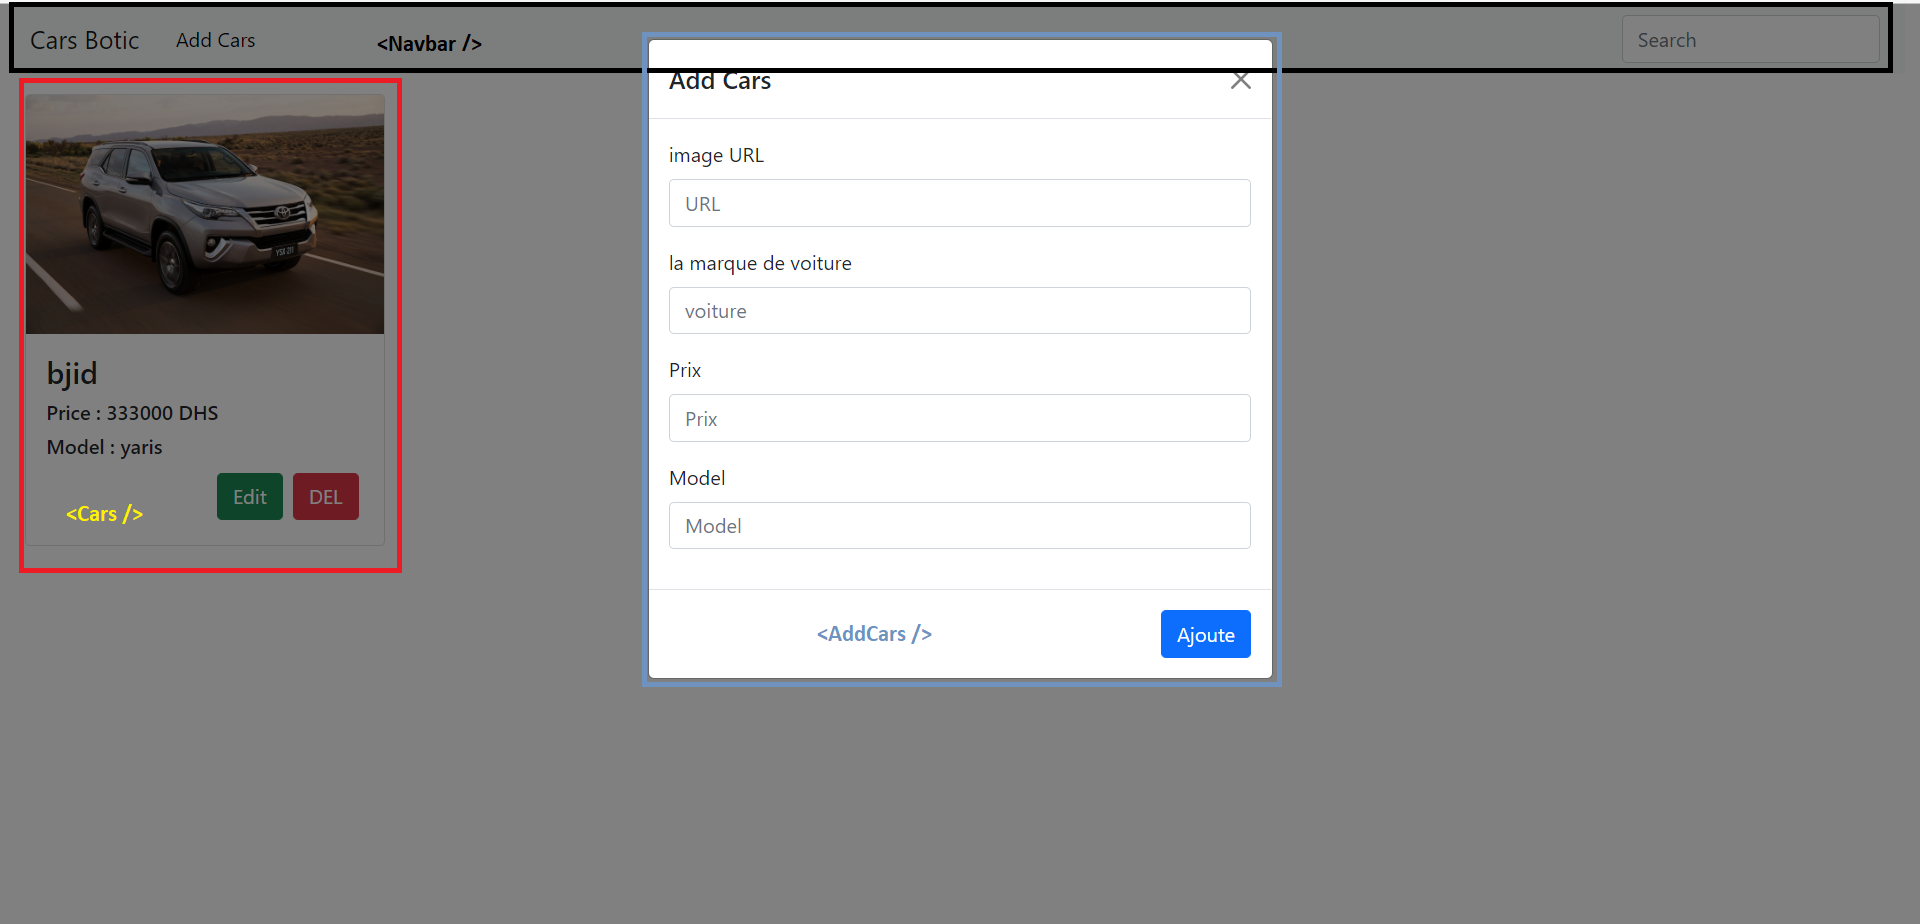 Cars Botic Add Cars <Navbar /> Search
Add Cars
image URL
URL
la marque de voiture
voiture
Prix
Prix
Model
Model
<AddCars /> Ajoute
bjid
Price : 333000 DHS
Model : yaris
Edit DEL
<Cars />